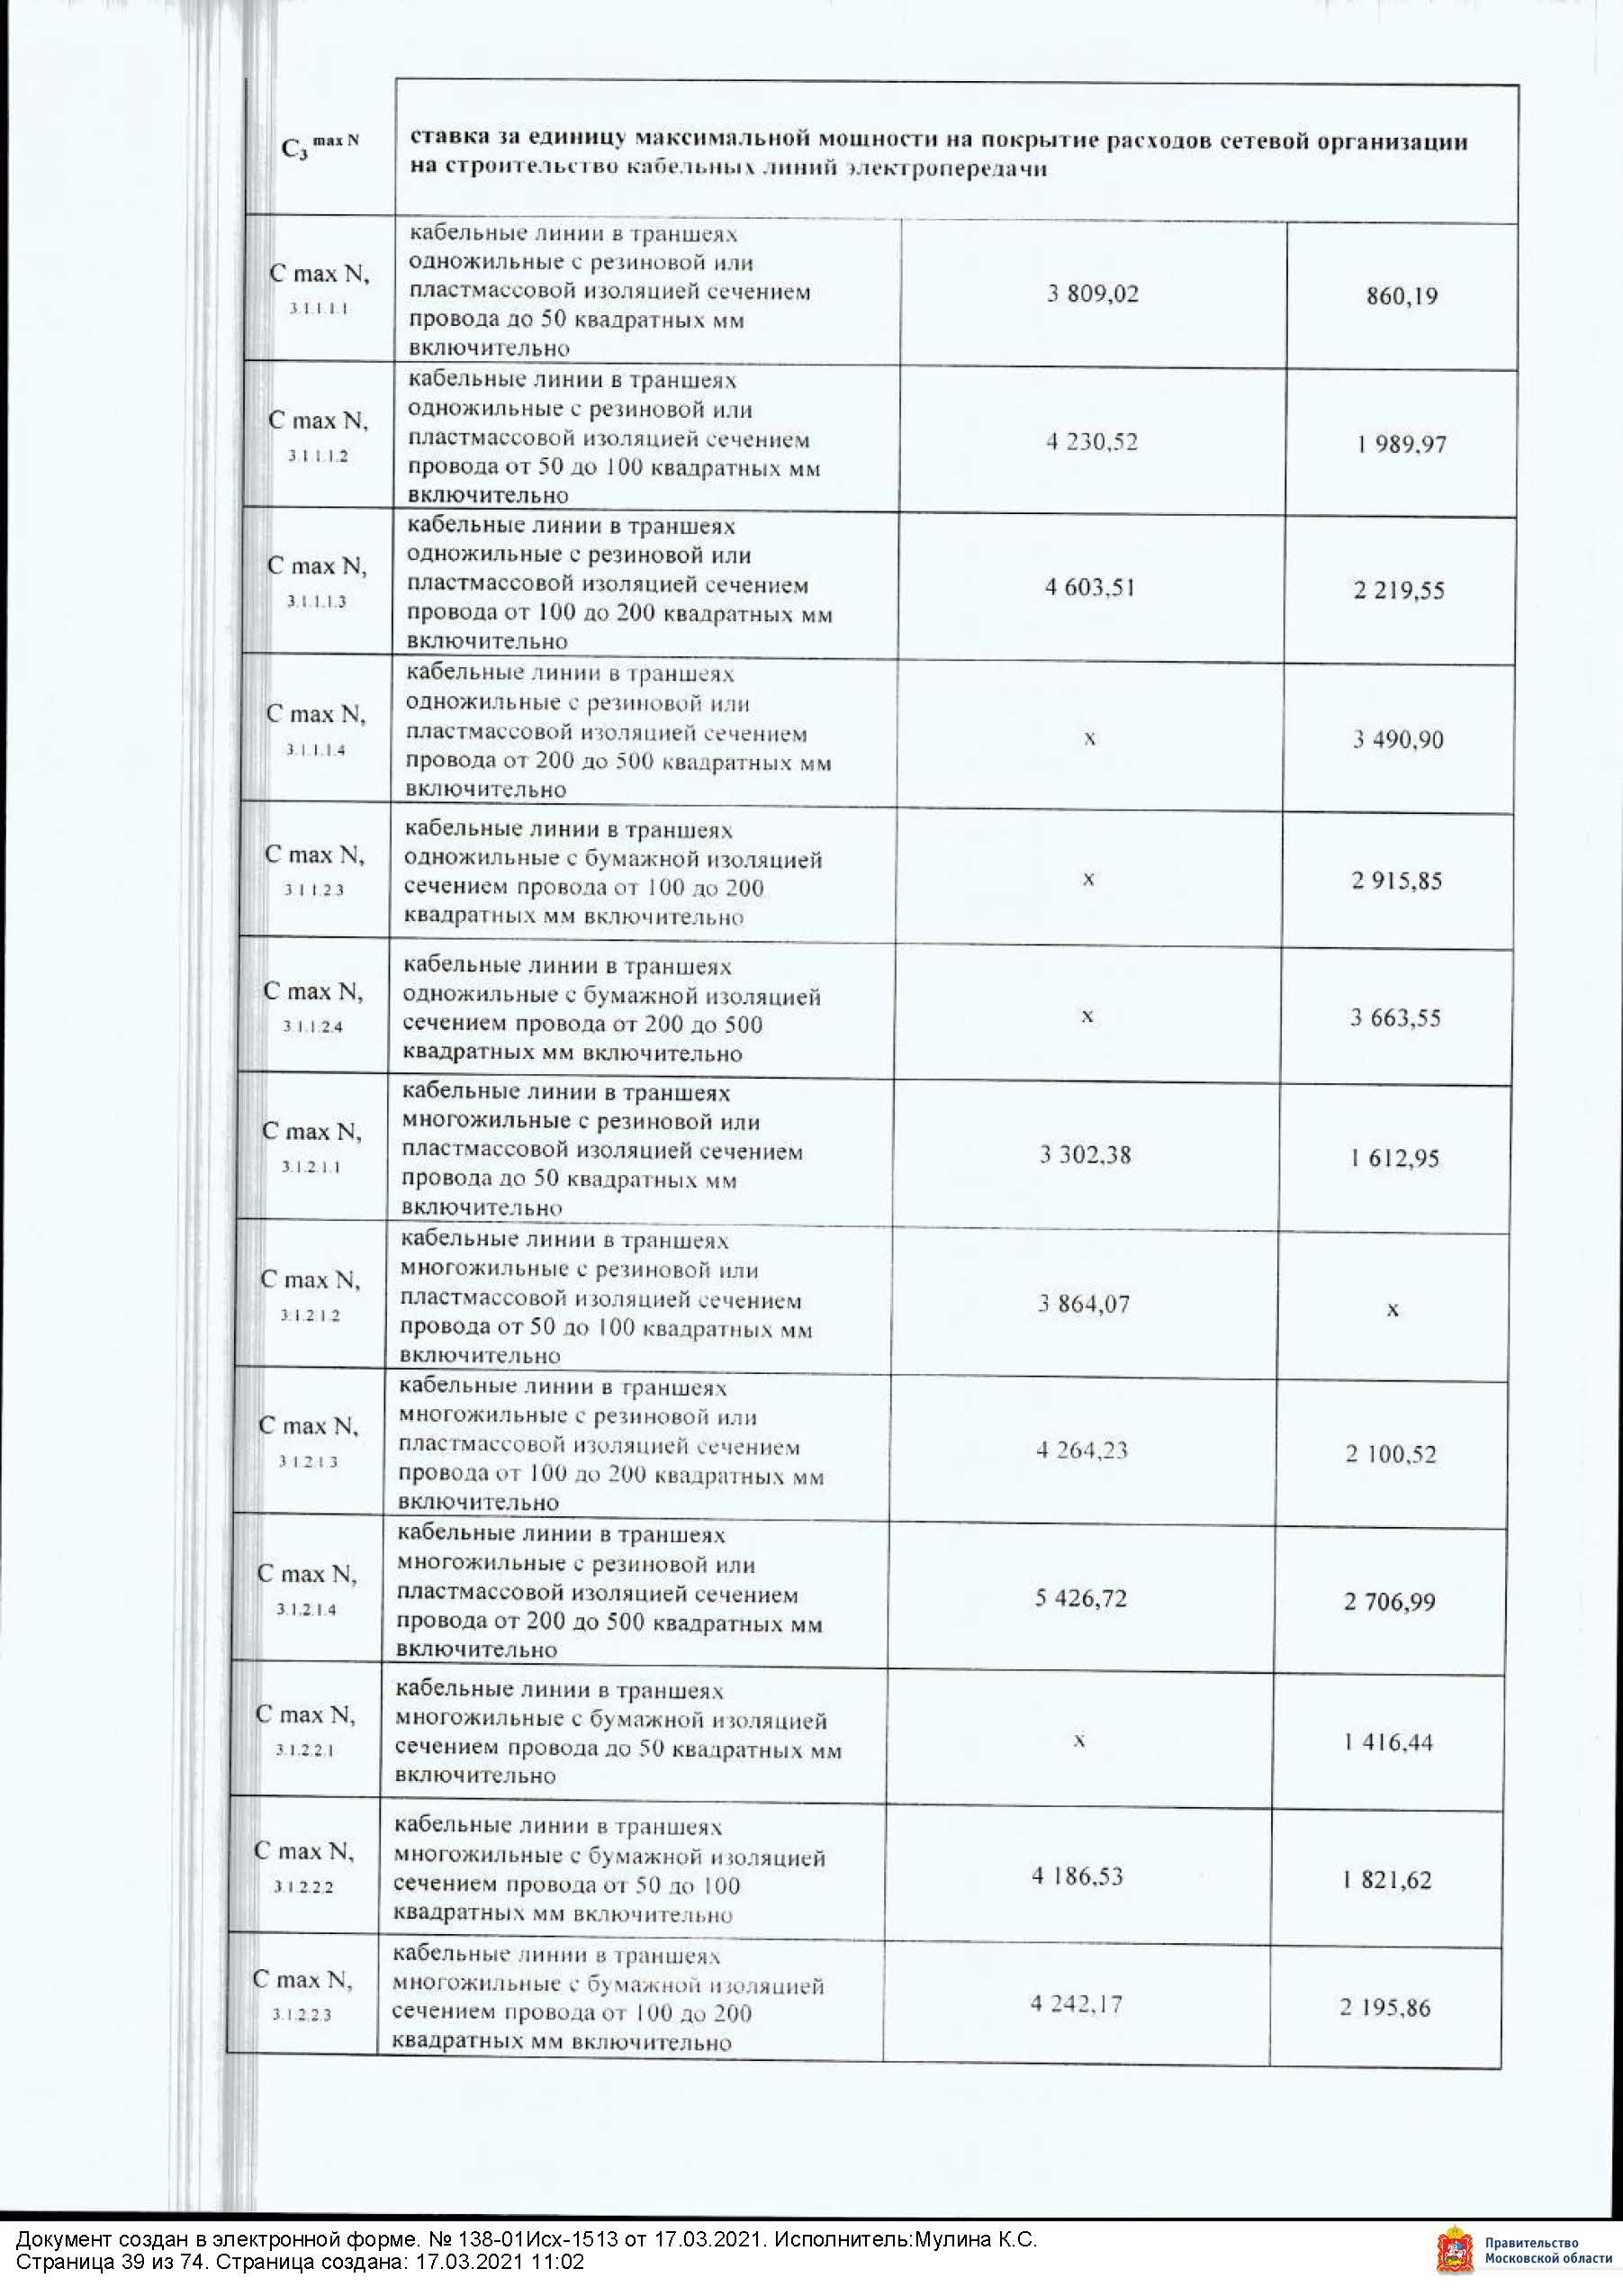 C₃ max N
ставка за единицу максимальной мощности на покрытие расходов сетевой организации
на строительство кабельных линий электропередачи
C max N,
3.1.1.1.1
кабельные линии в траншеях
одножильные с резиновой или
пластмассовой изоляцией сечением
провода до 50 квадратных мм
включительно
3 809,02
860,19
C max N,
3.1.1.1.2
кабельные линии в траншеях
одножильные с резиновой или
пластмассовой изоляцией сечением
провода от 50 до 100 квадратных мм
включительно
4 230,52
1 989,97
C max N,
3.1.1.1.3
кабельные линии в траншеях
одножильные с резиновой или
пластмассовой изоляцией сечением
провода от 100 до 200 квадратных мм
включительно
4 603,51
2 219,55
C max N,
3.1.1.1.4
кабельные линии в траншеях
одножильные с резиновой или
пластмассовой изоляцией сечением
провода от 200 до 500 квадратных мм
включительно
х
3 490,90
C max N,
3.1.1.2.3
кабельные линии в траншеях
одножильные с бумажной изоляцией
сечением провода от 100 до 200
квадратных мм включительно
х
2 915,85
C max N,
3.1.1.2.4
кабельные линии в траншеях
одножильные с бумажной изоляцией
сечением провода от 200 до 500
квадратных мм включительно
х
3 663,55
C max N,
3.1.2.1.1
кабельные линии в траншеях
многожильные с резиновой или
пластмассовой изоляцией сечением
провода до 50 квадратных мм
включительно
3 302,38
1 612,95
C max N,
3.1.2.1.2
кабельные линии в траншеях
многожильные с резиновой или
пластмассовой изоляцией сечением
провода от 50 до 100 квадратных мм
включительно
3 864,07
х
C max N,
3.1.2.1.3
кабельные линии в траншеях
многожильные с резиновой или
пластмассовой изоляцией сечением
провода от 100 до 200 квадратных мм
включительно
4 264,23
2 100,52
C max N,
3.1.2.1.4
кабельные линии в траншеях
многожильные с резиновой или
пластмассовой изоляцией сечением
провода от 200 до 500 квадратных мм
включительно
5 426,72
2 706,99
C max N,
3.1.2.2.1
кабельные линии в траншеях
многожильные с бумажной изоляцией
сечением провода до 50 квадратных мм
включительно
х
1 416,44
C max N,
3.1.2.2.2
кабельные линии в траншеях
многожильные с бумажной изоляцией
сечением провода от 50 до 100
квадратных мм включительно
4 186,53
1 821,62
C max N,
3.1.2.2.3
кабельные линии в траншеях
многожильные с бумажной изоляцией
сечением провода от 100 до 200
квадратных мм включительно
4 242,17
2 195,86
Документ создан в электронной форме. № 138-01Исх-1513 от 17.03.2021. Исполнитель:Мулина К.С.
Страница 39 из 74. Страница создана: 17.03.2021 11:02
Правительство
Московской области